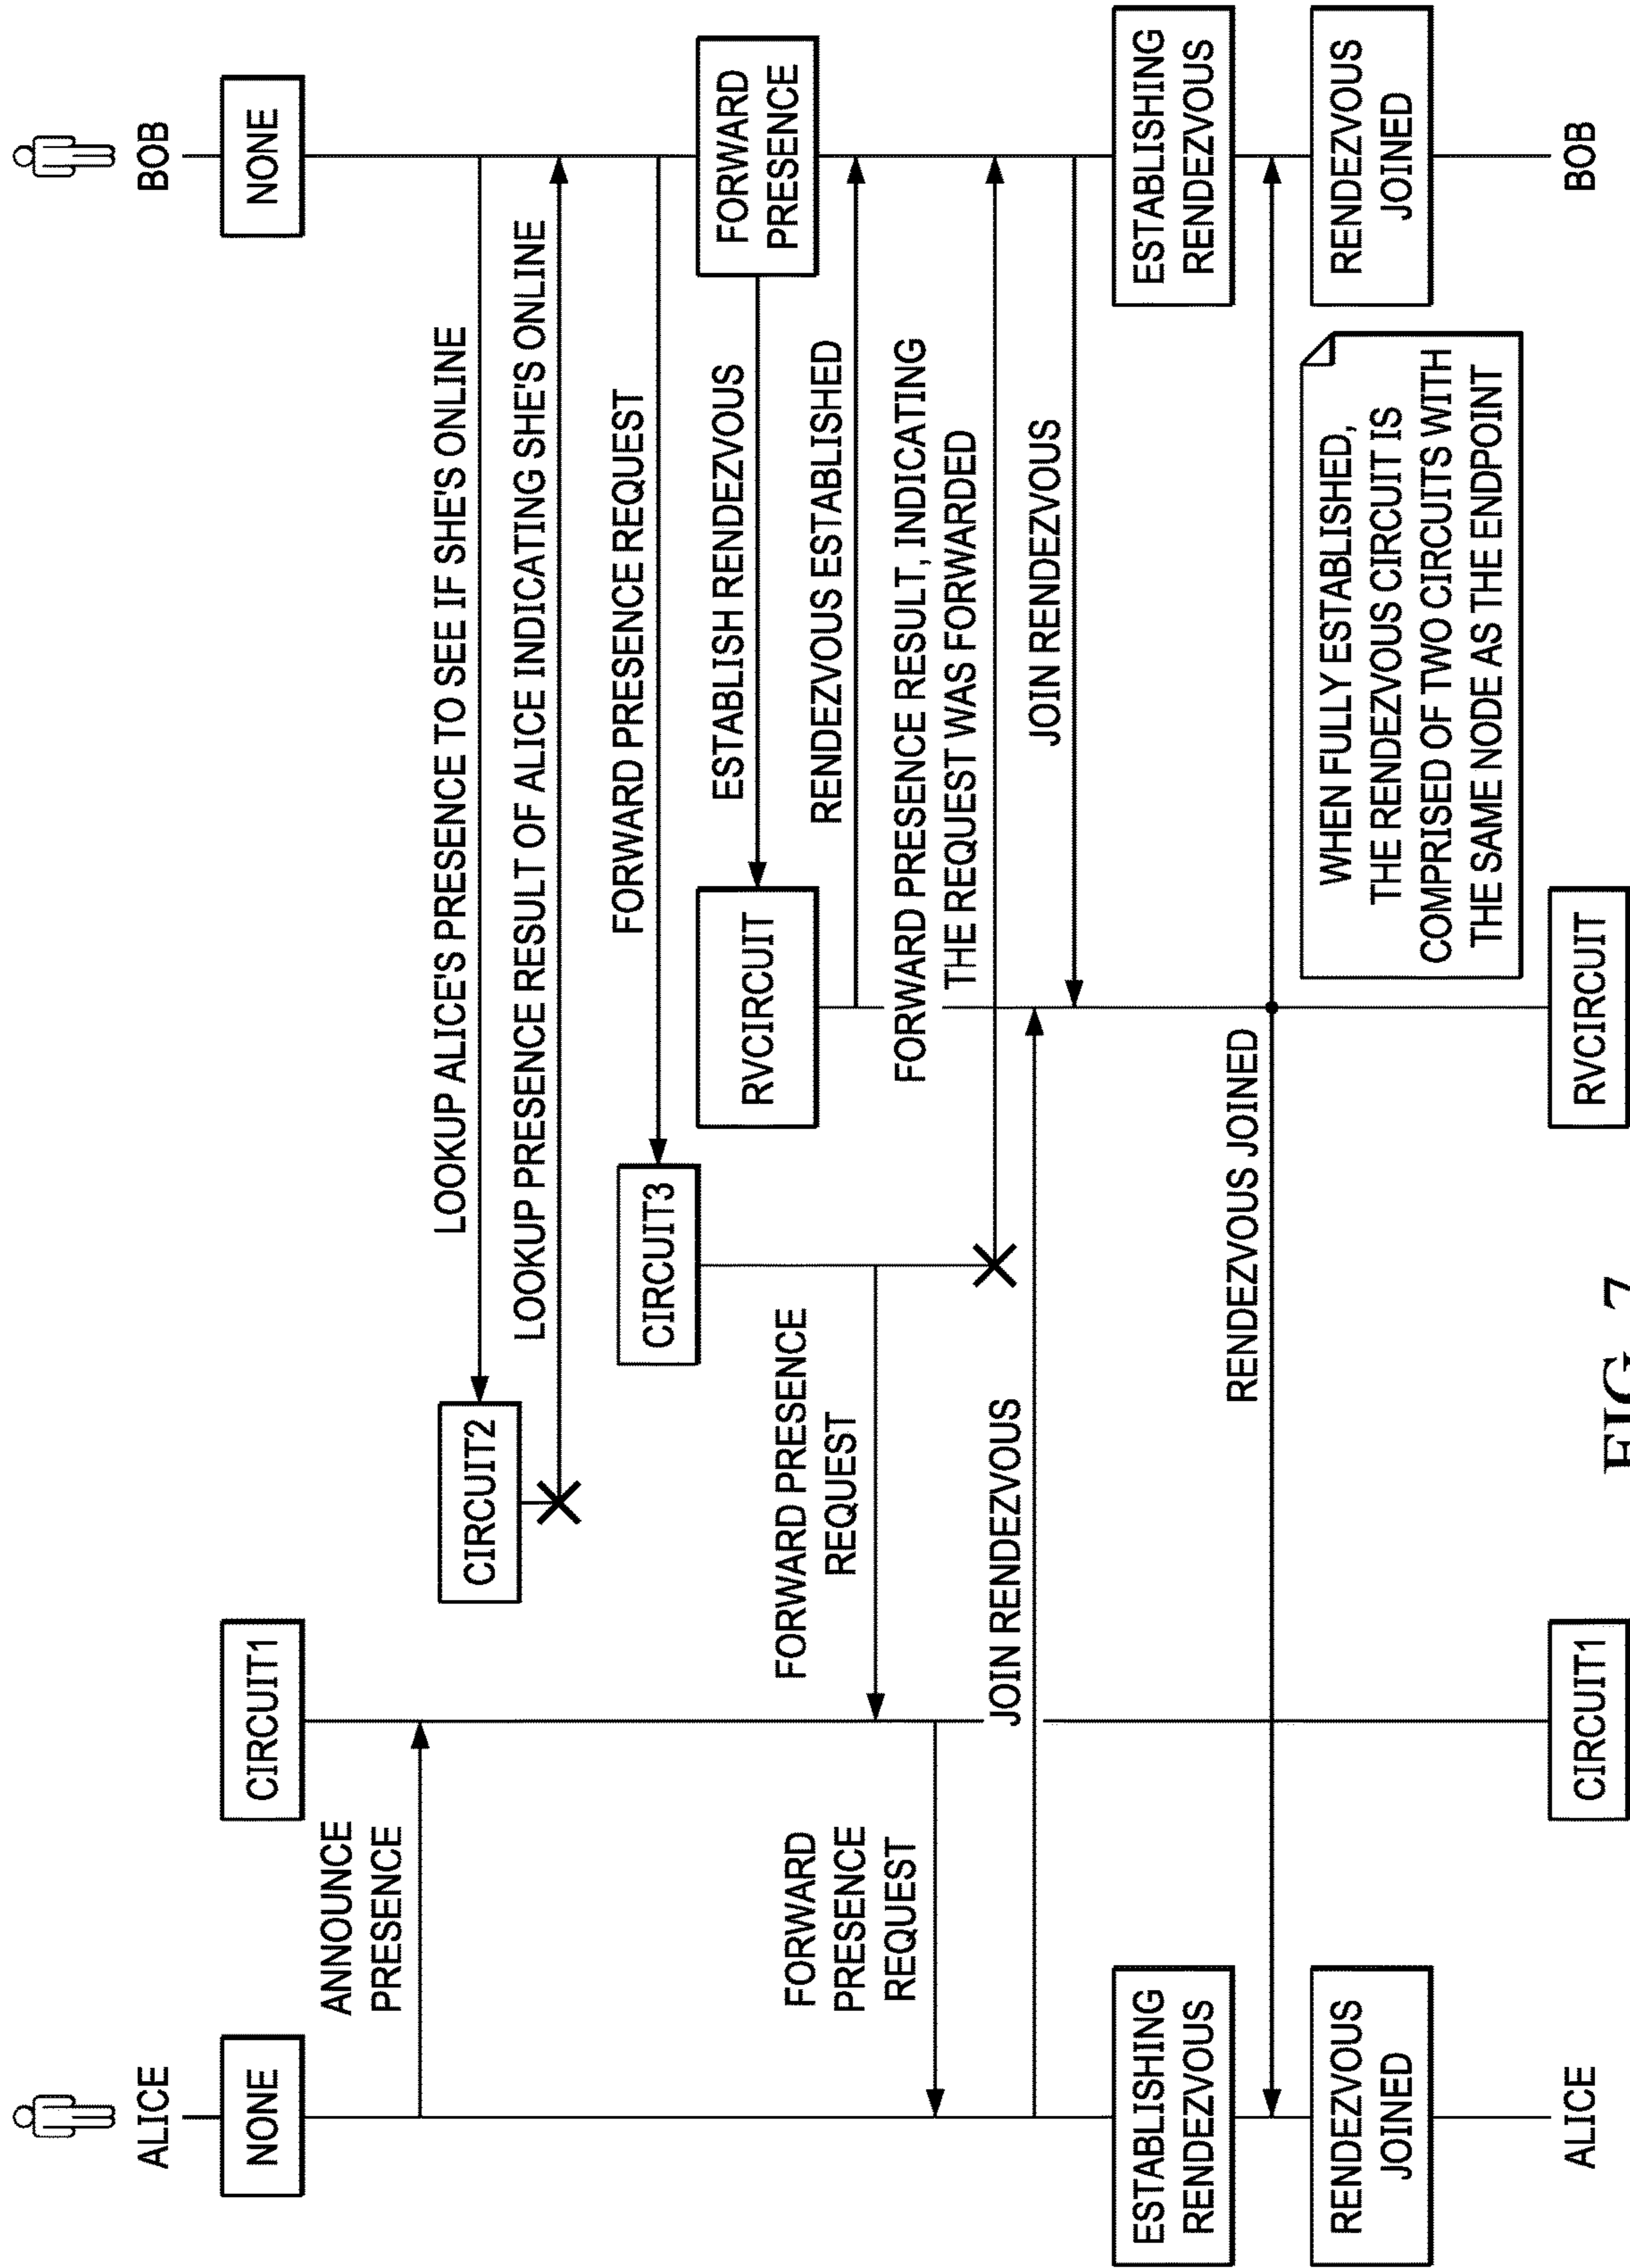 ALICE
BOB
NONE
CIRCUIT1
NONE
ANNOUNCE
PRESENCE
LOOKUP ALICE'S PRESENCE TO SEE IF SHE'S ONLINE
CIRCUIT2
LOOKUP PRESENCE RESULT OF ALICE INDICATING SHE'S ONLINE
FORWARD PRESENCE REQUEST
CIRCUIT3
ESTABLISH RENDEZVOUS
RVCIRCUIT
FORWARD
PRESENCE
RENDEZVOUS ESTABLISHED
FORWARD PRESENCE
REQUEST
FORWARD
PRESENCE
REQUEST
FORWARD PRESENCE RESULT, INDICATING
THE REQUEST WAS FORWARDED
JOIN RENDEZVOUS
JOIN RENDEZVOUS
ESTABLISHING
RENDEZVOUS
ESTABLISHING
RENDEZVOUS
RENDEZVOUS JOINED
RENDEZVOUS
JOINED
WHEN FULLY ESTABLISHED,
THE RENDEZVOUS CIRCUIT IS
COMPRISED OF TWO CIRCUITS WITH
THE SAME NODE AS THE ENDPOINT
RENDEZVOUS
JOINED
ALICE
CIRCUIT1
RVCIRCUIT
BOB
FIG. 7